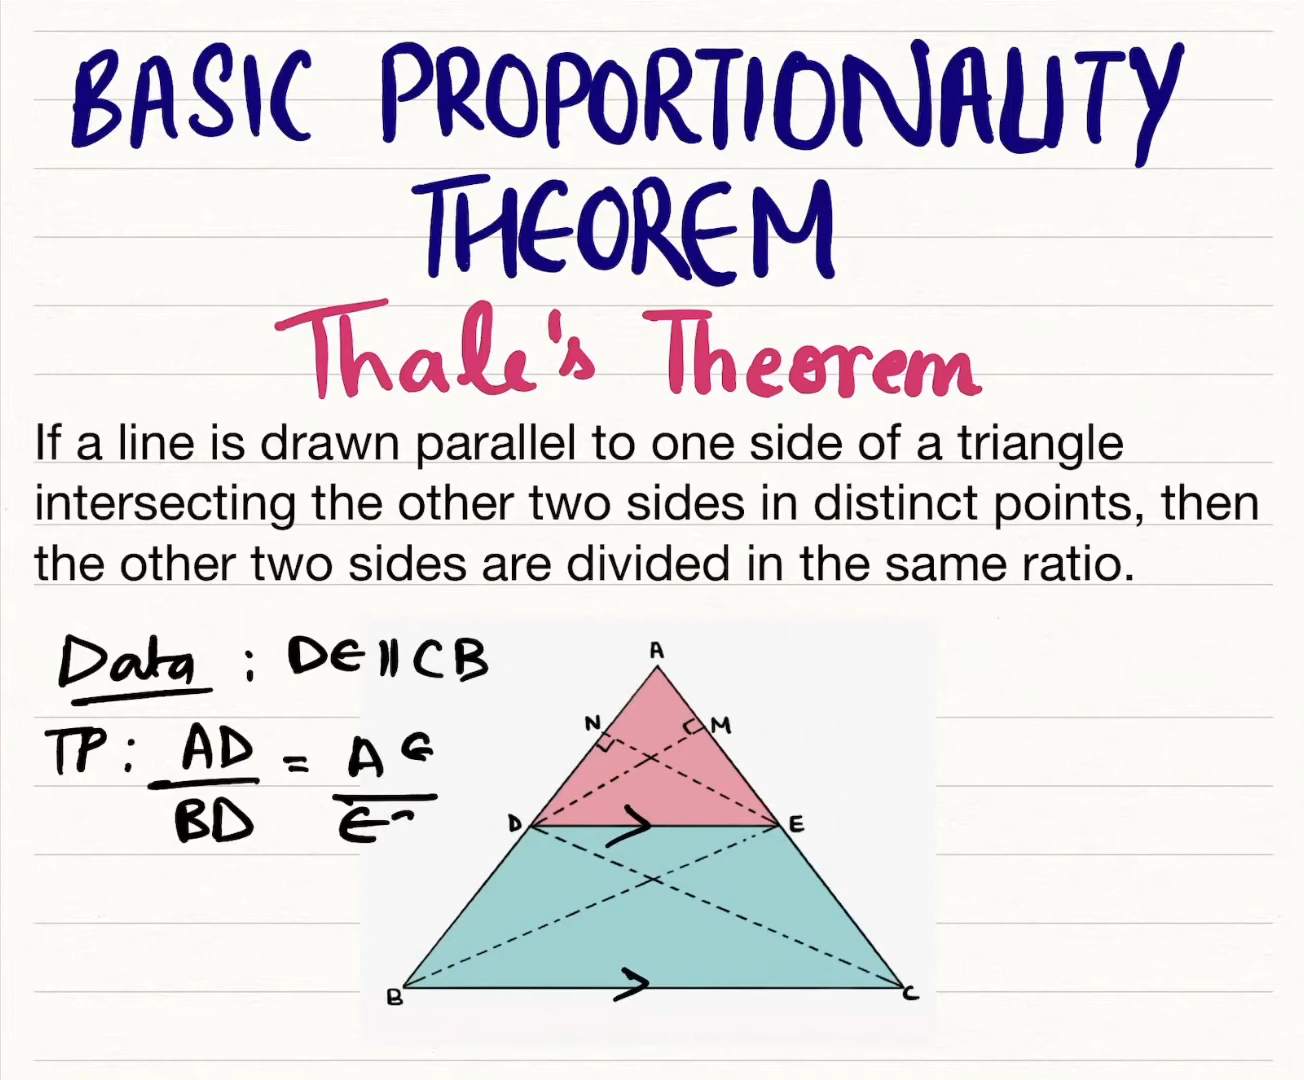 BASIC PROPORTIONALITY
THEOREM
Thale's Theorem
If a line is drawn parallel to one side of a triangle
intersecting the other two sides in distinct points, then
the other two sides are divided in the same ratio.
Data : DE || CB
TP : AD = AE
BD
A
N M
D E
B C